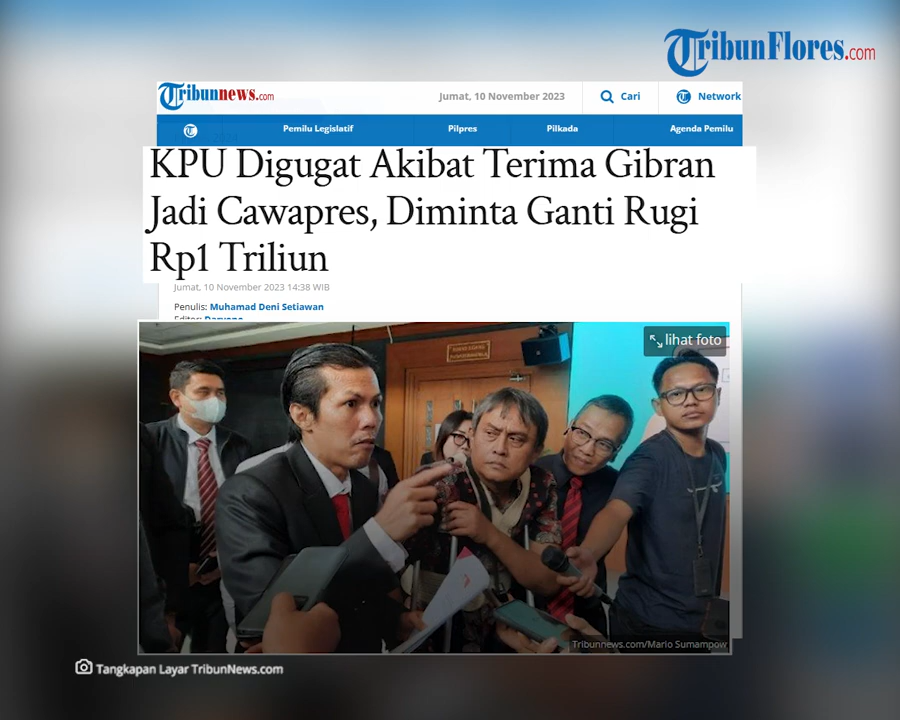 TribunFlores.com
Tribunnews.com
Jumat, 10 November 2023
Cari
Network
Pemilu Legislatif
Pilpres
Pilkada
Agenda Pemilu
KPU Digugat Akibat Terima Gibran
Jadi Cawapres, Diminta Ganti Rugi
Rp1 Triliun
Jumat, 10 November 2023 14:38 WIB
Penulis: Muhamad Deni Setiawan
Editor: Daryono
lihat foto
Tribunnews.com/Mario Sumampow
Tangkapan Layar TribunNews.com